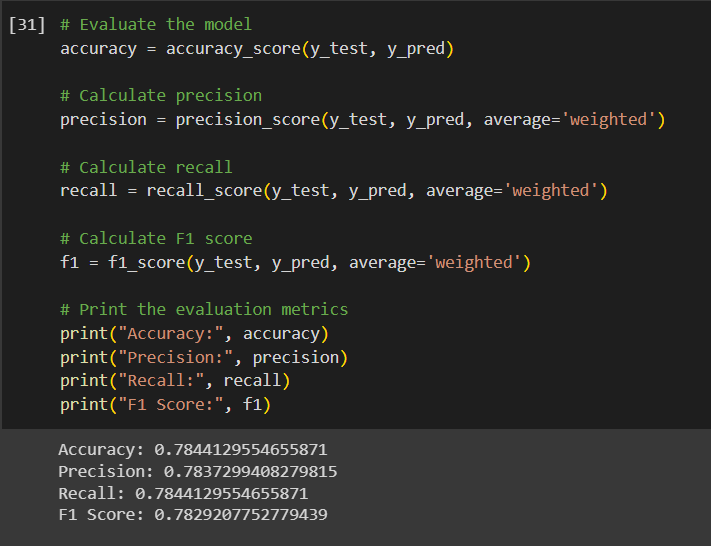 [31] # Evaluate the model
accuracy = accuracy_score(y_test, y_pred)
# Calculate precision
precision = precision_score(y_test, y_pred, average='weighted')
# Calculate recall
recall = recall_score(y_test, y_pred, average='weighted')
# Calculate F1 score
f1 = f1_score(y_test, y_pred, average='weighted')
# Print the evaluation metrics
print("Accuracy:", accuracy)
print("Precision:", precision)
print("Recall:", recall)
print("F1 Score:", f1)
Accuracy: 0.7844129554655871
Precision: 0.7837299408279815
Recall: 0.7844129554655871
F1 Score: 0.7829207752779439